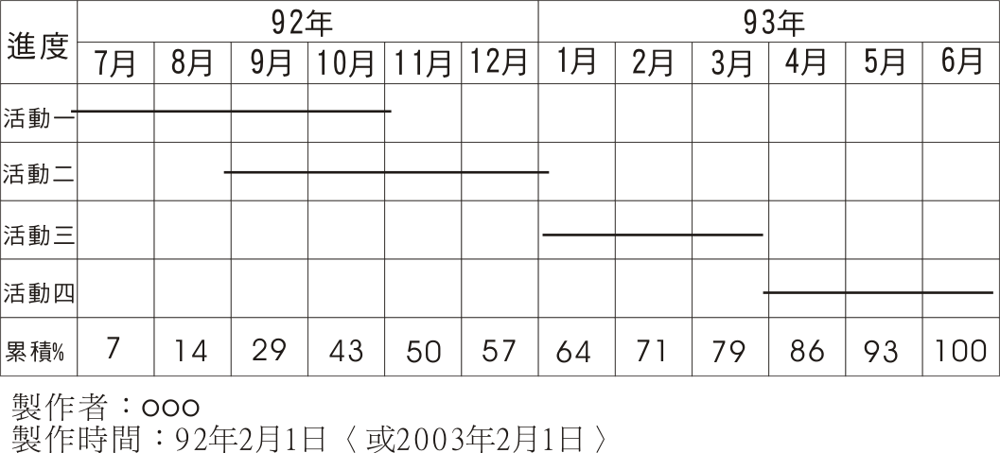 進度 92年 93年
7月 8月 9月 10月 11月 12月 1月 2月 3月 4月 5月 6月
活動一
活動二
活動三
活動四
累積% 7 14 29 43 50 57 64 71 79 86 93 100
製作者：ooo
製作時間：92年2月1日〈或2003年2月1日〉